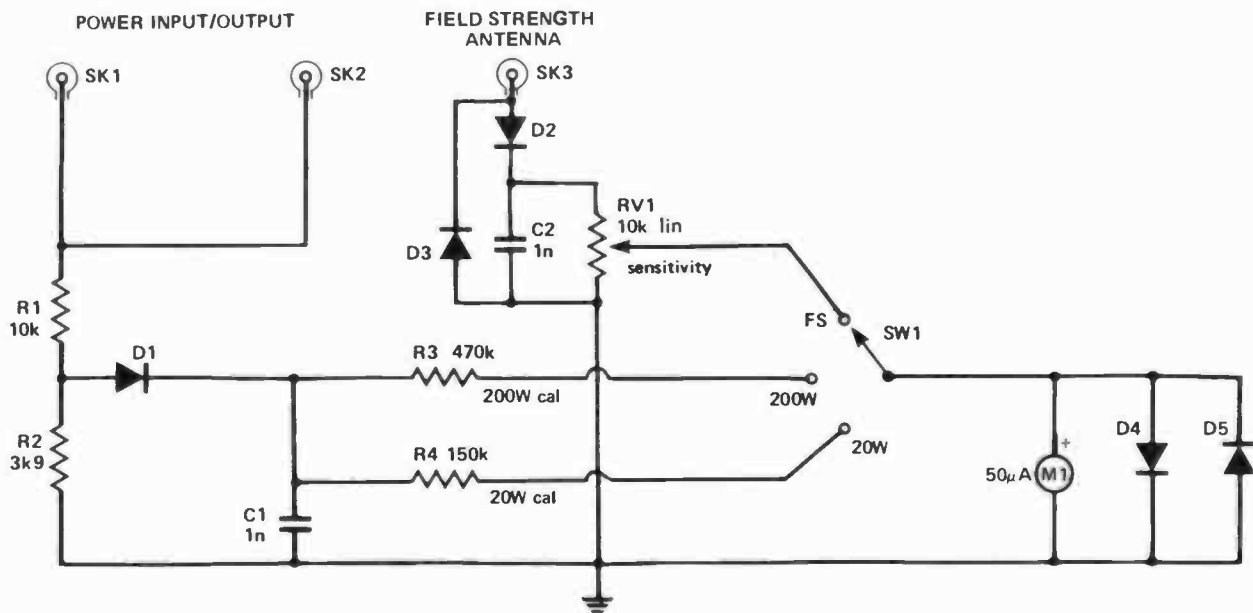 POWER INPUT/OUTPUT
FIELD STRENGTH
ANTENNA
SK1
SK2
SK3
D2
RV1
10k lin
sensitivity
C2
1n
D3
R1
10k
FS
SW1
D1
R3 470k
200W cal
200W
R2
3k9
R4 150k
20W cal
20W
D4
D5
+
50μA
M1
C1
1n